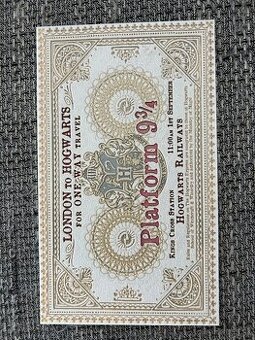 LONDON TO HOGWARTS
FOR ONE WAY TRAVEL
Platform 9¾
KINGS CROSS STATION
11:00AM 1ST SEPTEMBER
HOGWARTS RAILWAYS